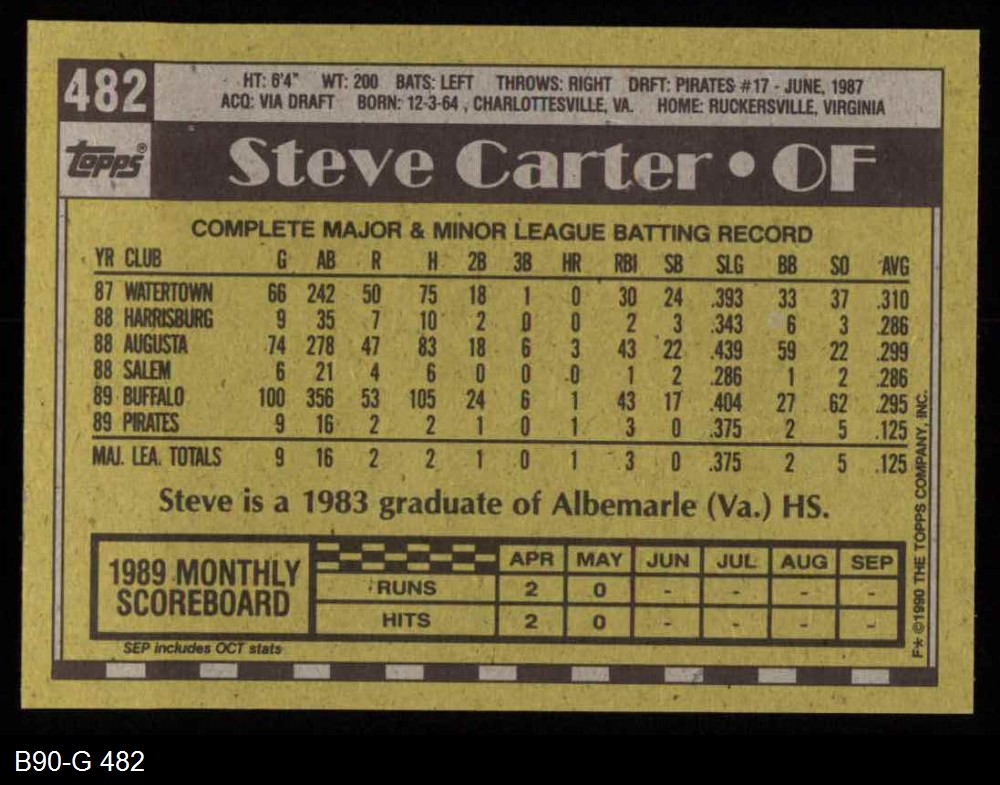 482
HT: 6'4" WT: 200 BATS: LEFT THROWS: RIGHT DRFT: PIRATES #17 - JUNE, 1987
ACQ: VIA DRAFT BORN: 12-3-64, CHARLOTTESVILLE, VA. HOME: RUCKERSVILLE, VIRGINIA
topps®
Steve Carter • OF
COMPLETE MAJOR & MINOR LEAGUE BATTING RECORD
YR CLUB G AB R H 2B 3B HR RBI SB SLG BB SO AVG
87 WATERTOWN 66 242 50 75 18 1 0 30 24 .393 33 37 .310
88 HARRISBURG 9 35 7 10 2 0 0 2 3 .343 6 3 .286
88 AUGUSTA 74 278 47 83 18 6 3 43 22 .439 59 22 .299
88 SALEM 6 21 4 6 0 0 0 1 2 .286 1 2 .286
89 BUFFALO 100 356 53 105 24 6 1 43 17 .404 27 62 .295
89 PIRATES 9 16 2 2 1 0 1 3 0 .375 2 5 .125
MAJ. LEA. TOTALS 9 16 2 2 1 0 1 3 0 .375 2 5 .125
Steve is a 1983 graduate of Albemarle (Va.) HS.
1989 MONTHLY
SCOREBOARD
APR MAY JUN JUL AUG SEP
RUNS 2 0 - - - -
HITS 2 0 - - - -
SEP includes OCT stats
F* ©1990 THE TOPPS COMPANY, INC.
B90-G 482